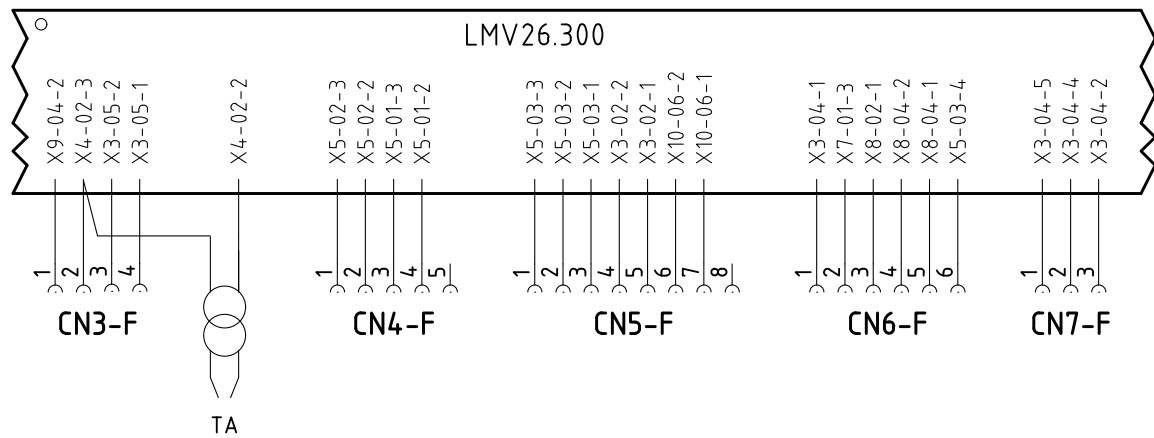 LMV26.300
X9-04-2
X4-02-3
X3-05-2
X3-05-1
X4-02-2
X5-02-3
X5-02-2
X5-01-3
X5-01-2
X5-03-3
X5-03-2
X5-03-1
X3-02-2
X3-02-1
X10-06-2
X10-06-1
X3-04-1
X7-01-3
X8-02-1
X8-04-2
X8-04-1
X5-03-4
X3-04-5
X3-04-4
X3-04-2
1 2 3 4
1 2 3 4 5
1 2 3 4 5 6 7 8
1 2 3 4 5 6
1 2 3
CN3-F
CN4-F
CN5-F
CN6-F
CN7-F
TA